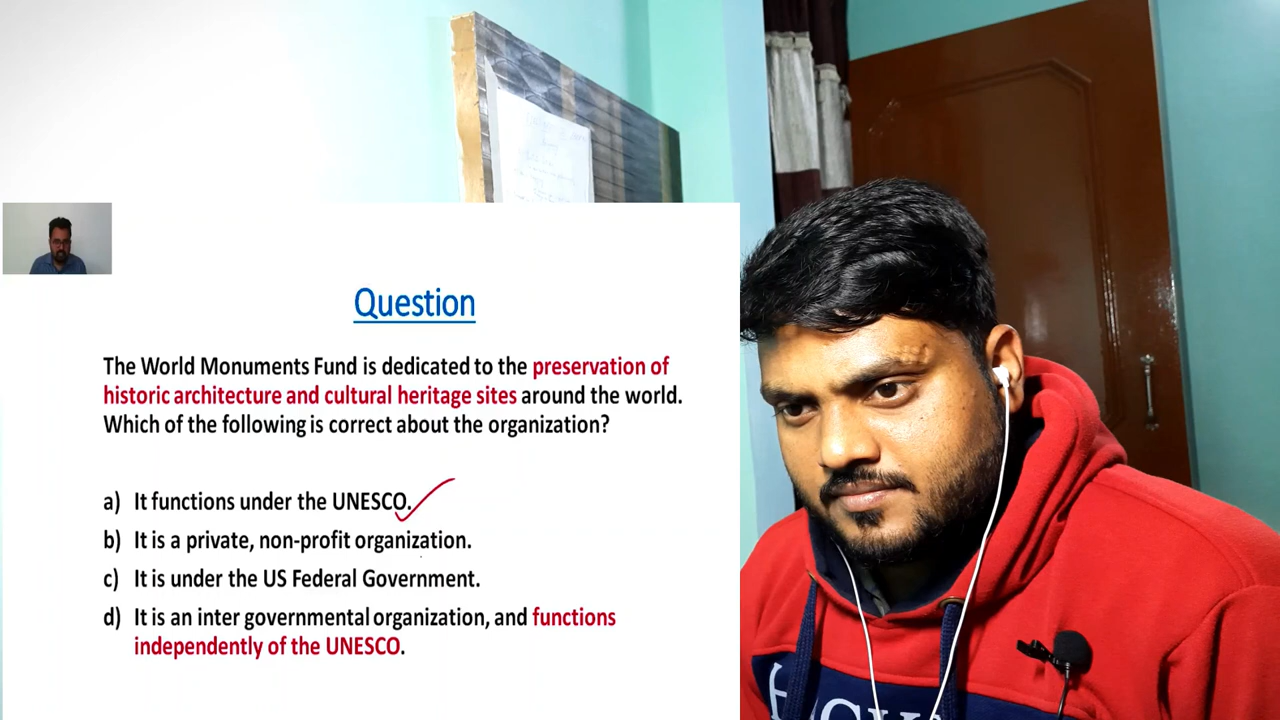 Question
The World Monuments Fund is dedicated to the preservation of
historic architecture and cultural heritage sites around the world.
Which of the following is correct about the organization?
a) It functions under the UNESCO.
b) It is a private, non-profit organization.
c) It is under the US Federal Government.
d) It is an inter governmental organization, and functions
independently of the UNESCO.